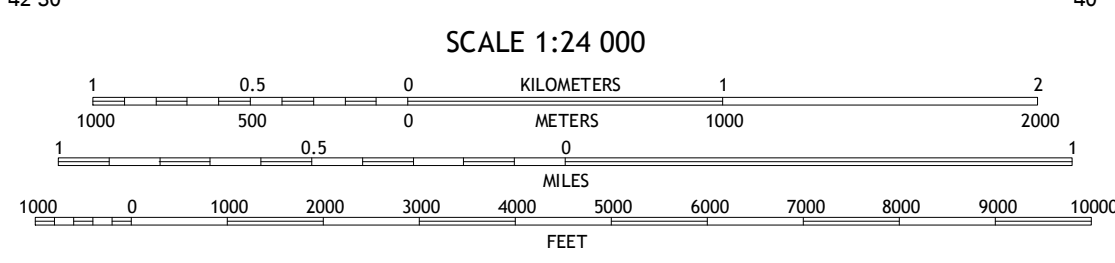 42'30" 40'
SCALE 1:24 000
1 0.5 0 KILOMETERS 1 2
1000 500 0 METERS 1000 2000
1 0.5 0 1
MILES
1000 0 1000 2000 3000 4000 5000 6000 7000 8000 9000 10000
FEET